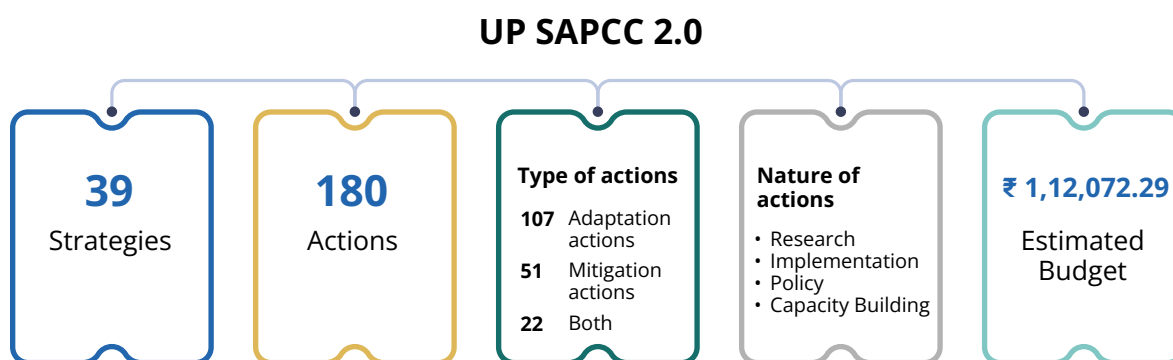 UP SAPCC 2.0
39
Strategies
180
Actions
Type of actions
107 Adaptation
actions
51 Mitigation
actions
22 Both
Nature of
actions
• Research
• Implementation
• Policy
• Capacity Building
₹ 1,12,072.29
Estimated
Budget